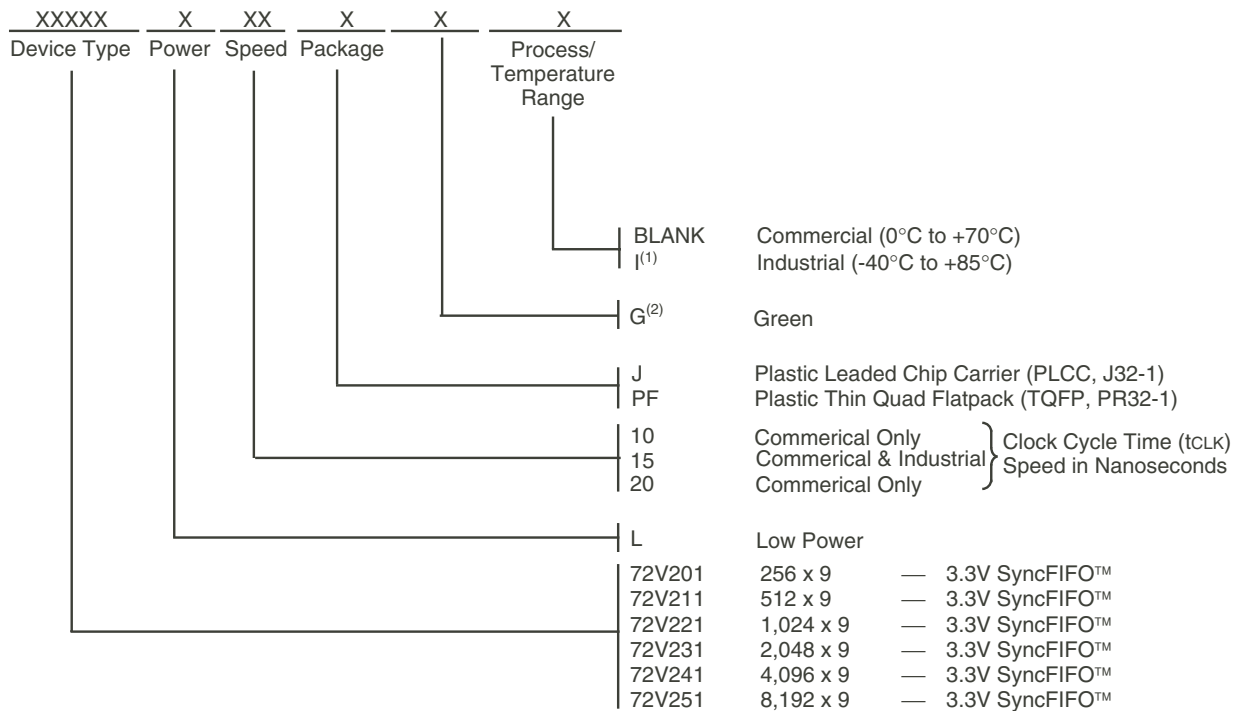 XXXXX X XX X X X
Device Type Power Speed Package Process/
Temperature
Range
BLANK Commercial (0°C to +70°C)
I(1) Industrial (-40°C to +85°C)
G(2) Green
J Plastic Leaded Chip Carrier (PLCC, J32-1)
PF Plastic Thin Quad Flatpack (TQFP, PR32-1)
10 Commerical Only
15 Commerical & Industrial
20 Commerical Only
Clock Cycle Time (tCLK)
Speed in Nanoseconds
L Low Power
72V201 256 x 9 — 3.3V SyncFIFO™
72V211 512 x 9 — 3.3V SyncFIFO™
72V221 1,024 x 9 — 3.3V SyncFIFO™
72V231 2,048 x 9 — 3.3V SyncFIFO™
72V241 4,096 x 9 — 3.3V SyncFIFO™
72V251 8,192 x 9 — 3.3V SyncFIFO™